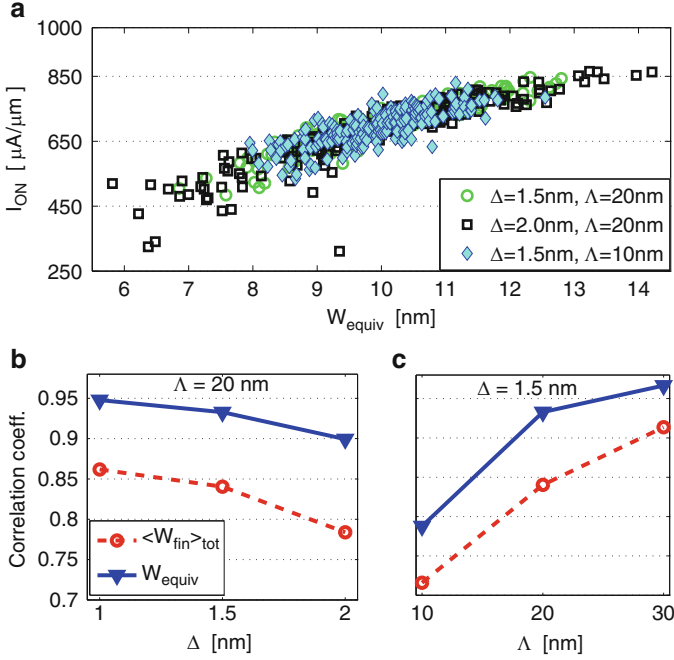 a
1000
850
650
450
250
I_ON [ μA/μm]
Δ=1.5nm, Λ=20nm
Δ=2.0nm, Λ=20nm
Δ=1.5nm, Λ=10nm
6 7 8 9 10 11 12 13 14
W_equiv [nm]
b
Λ = 20 nm
0.95
0.9
0.85
0.8
0.75
0.7
Correlation coeff.
<W_fin>_tot
W_equiv
1 1.5 2
Δ [nm]
c
Δ = 1.5 nm
10 20 30
Λ [nm]